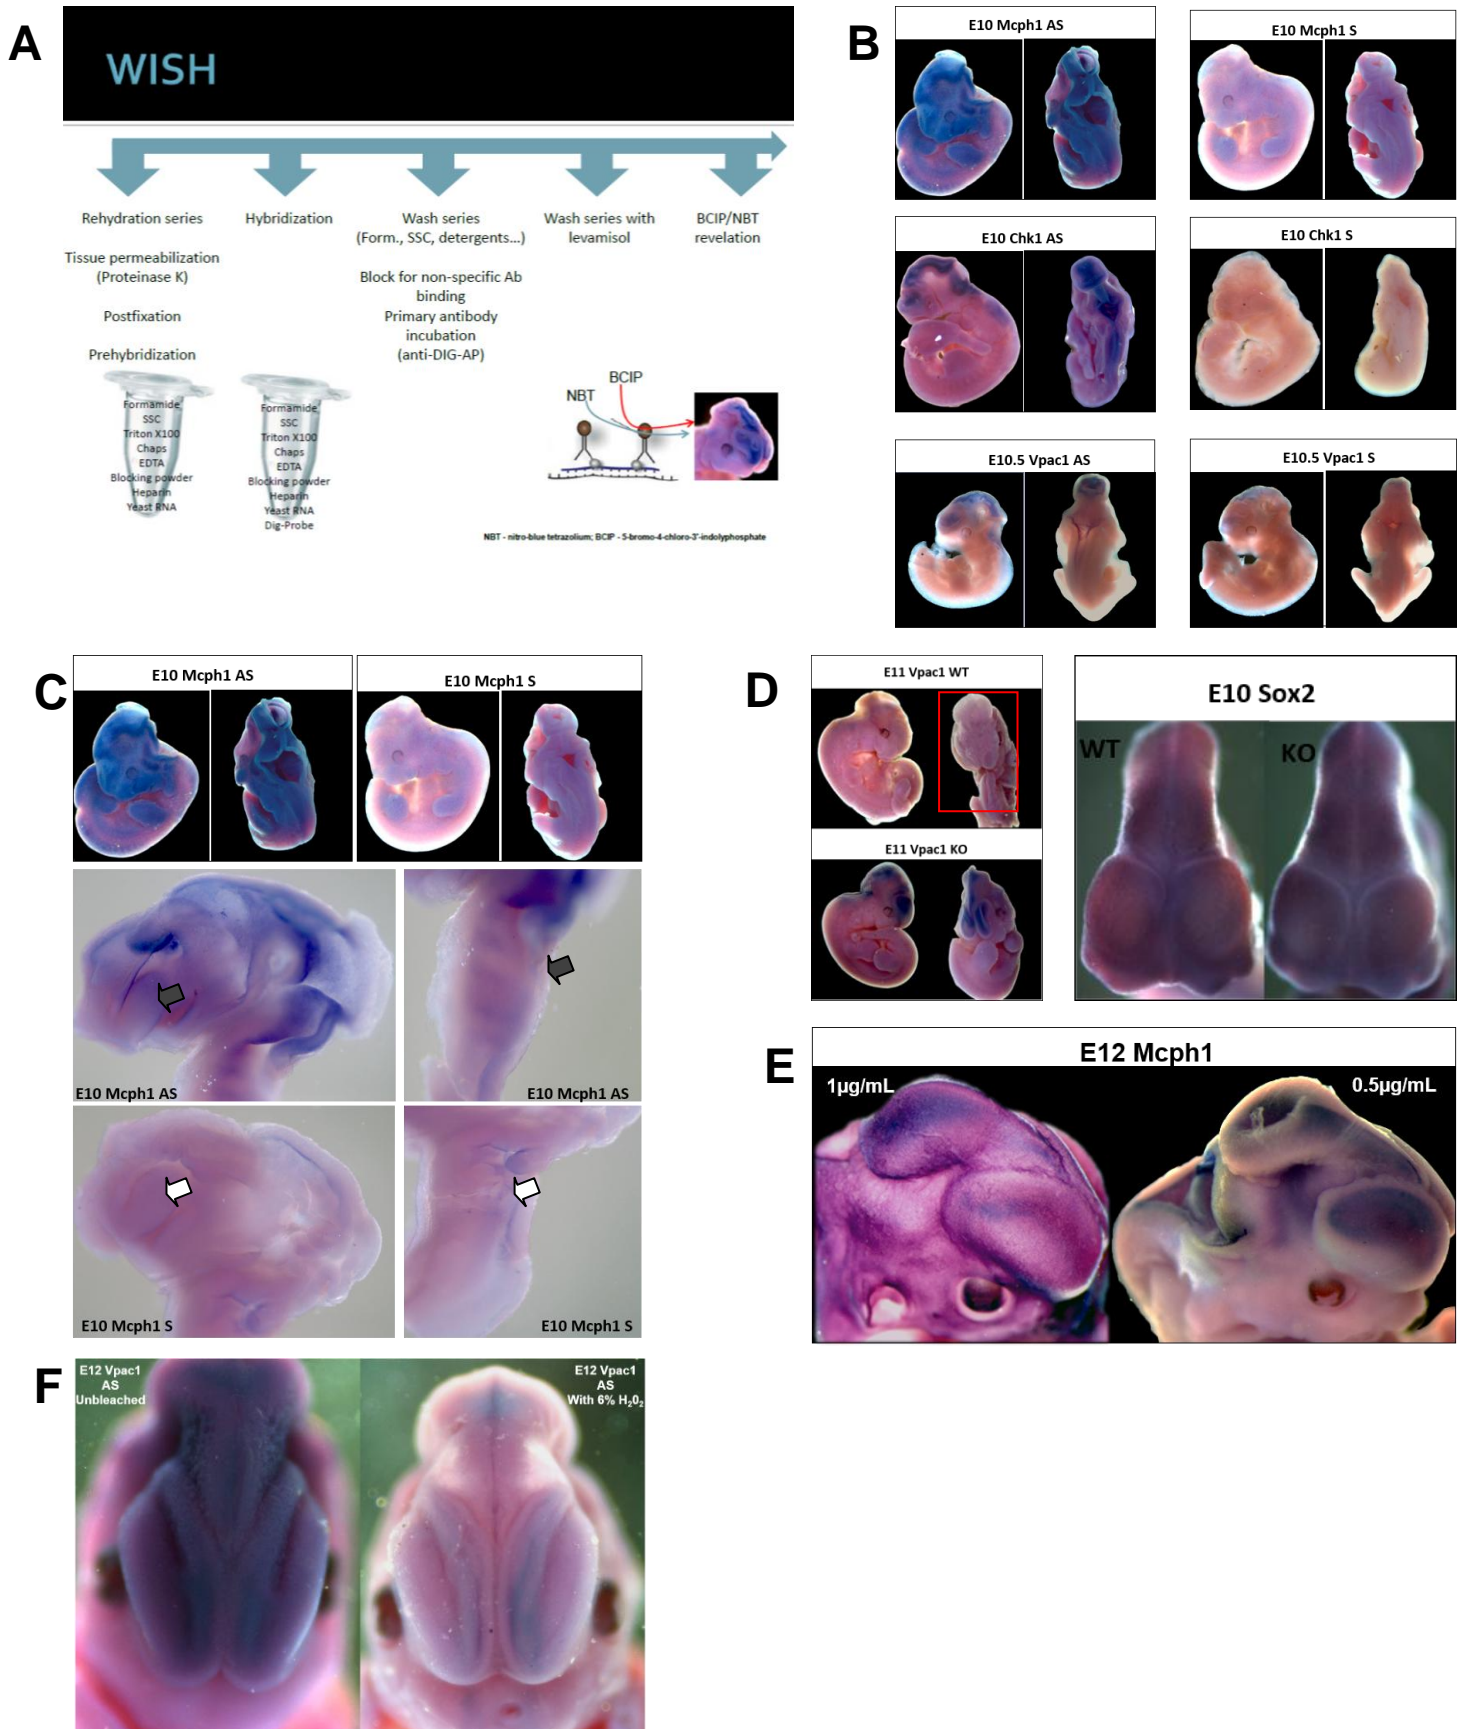 A
WISH
Rehydration series
Tissue permeabilization
(Proteinase K)
Postfixation
Prehybridization
Hybridization
Wash series
(Form., SSC, detergents...)
Block for non-specific Ab
binding
Primary antibody
incubation
(anti-DIG-AP)
Wash series with
levamisol
BCIP/NBT
revelation
Formamide
SSC
Triton X100
Chaps
EDTA
Blocking powder
Heparin
Yeast RNA
Formamide
SSC
Triton X100
Chaps
EDTA
Blocking powder
Heparin
Yeast RNA
Dig-Probe
BCIP
NBT
NBT - nitro-blue tetrazolium; BCIP - 5-bromo-4-chloro-3'-indolyphosphate
B
E10 Mcph1 AS
E10 Mcph1 S
E10 Chk1 AS
E10 Chk1 S
E10.5 Vpac1 AS
E10.5 Vpac1 S
C
E10 Mcph1 AS
E10 Mcph1 S
E10 Mcph1 AS
E10 Mcph1 AS
E10 Mcph1 S
E10 Mcph1 S
D
E11 Vpac1 WT
E11 Vpac1 KO
E10 Sox2
WT
KO
E
E12 Mcph1
1µg/mL
0.5µg/mL
F
E12 Vpac1
AS
Unbleached
E12 Vpac1
AS
With 6% H₂0₂